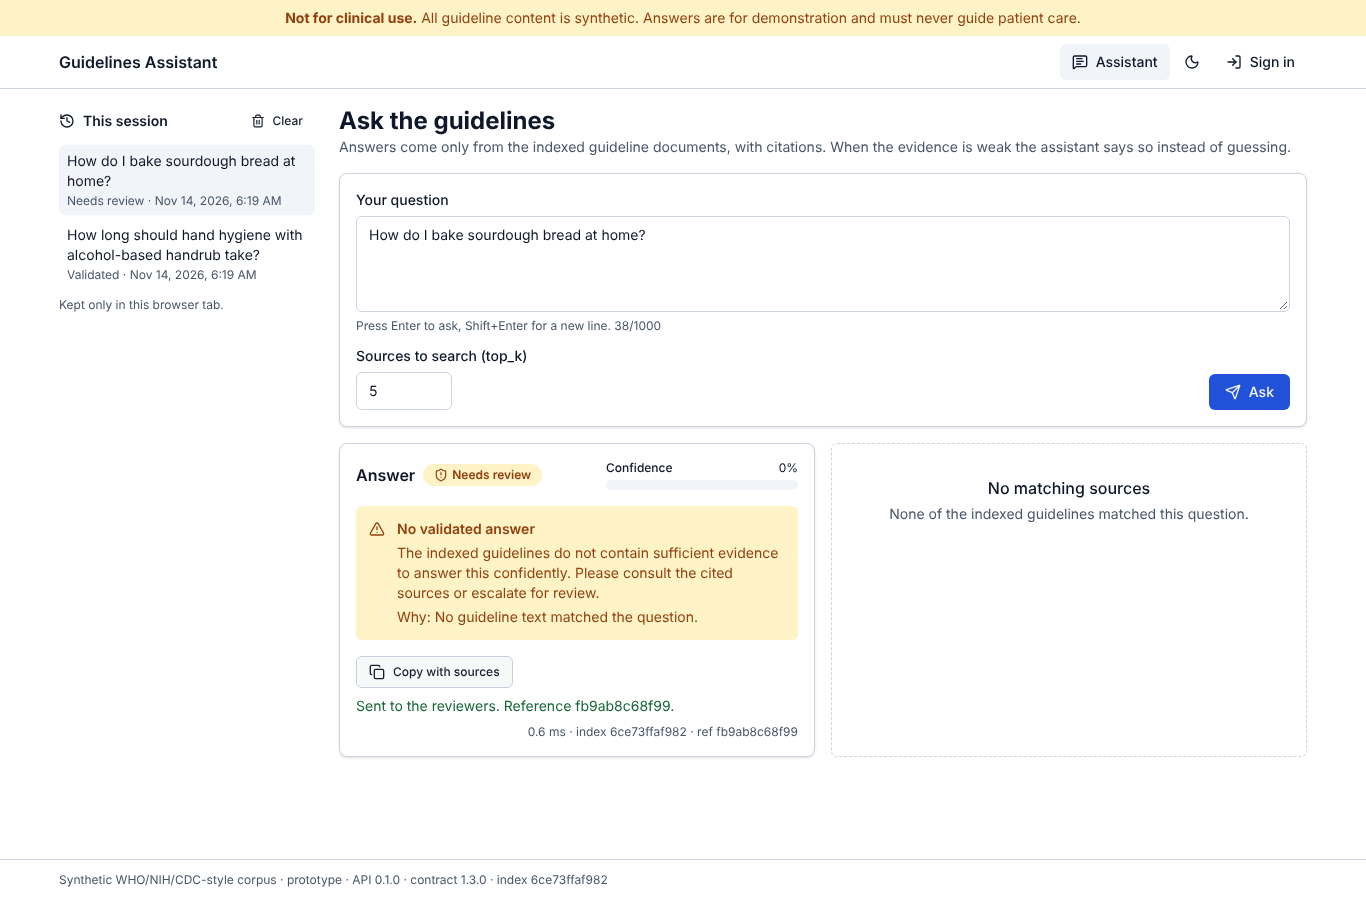 Not for clinical use. All guideline content is synthetic. Answers are for demonstration and must never guide patient care.
Guidelines Assistant
Assistant
Sign in
This session
Clear
How do I bake sourdough bread at
home?
Needs review · Nov 14, 2026, 6:19 AM
How long should hand hygiene with
alcohol-based handrub take?
Validated · Nov 14, 2026, 6:19 AM
Kept only in this browser tab.
Ask the guidelines
Answers come only from the indexed guideline documents, with citations. When the evidence is weak the assistant says so instead of guessing.
Your question
How do I bake sourdough bread at home?
Press Enter to ask, Shift+Enter for a new line. 38/1000
Sources to search (top_k)
5
Ask
Answer
Needs review
Confidence
0%
No validated answer
The indexed guidelines do not contain sufficient evidence
to answer this confidently. Please consult the cited
sources or escalate for review.
Why: No guideline text matched the question.
Copy with sources
Sent to the reviewers. Reference fb9ab8c68f99.
0.6 ms · index 6ce73ffaf982 · ref fb9ab8c68f99
No matching sources
None of the indexed guidelines matched this question.
Synthetic WHO/NIH/CDC-style corpus · prototype · API 0.1.0 · contract 1.3.0 · index 6ce73ffaf982